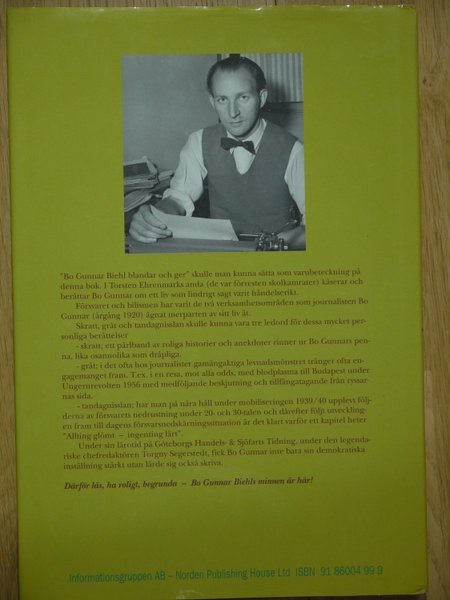 "Bo Gunnar Biehl blandar och ger" skulle man kunna sätta som varubeteckning på
denna bok. I Torsten Ehrenmarks anda (de var förresten skolkamrater) kåserar och
berättar Bo Gunnar om ett liv som lindrigt sagt varit händelserikt.
Försvaret och bilismen har varit de två verksamhetsområden som journalisten Bo
Gunnar (årgång 1920) ägnat merparten av sitt liv åt.
Skratt, gråt och tandagnisslan skulle kunna vara tre ledord för dessa mycket per-
sonliga berättelser
- skratt; ett pärlband av roliga historier och anekdoter rinner ur Bo Gunnars pen-
na, lika osannolika som dråpliga.
- gråt; i det ofta hos journalister gamängaktiga levnadsmönstret tränger ofta en-
gagemanget fram. T.ex. i en resa, mot alla odds, med blodplasma till Budapest under
Ungernrevolten 1956 med medföljande beskjutning och tillfångatagande från ryssar-
nas sida.
- tandagnisslan; har man på nära håll under mobiliseringen 1939/40 upplevt följ-
derna av försvarets nedrustning under 20- och 30-talen och därefter följt utveckling-
en fram till dagens försvarsnedskärningssituation är det klart varför ett kapitel heter
"Allting glömt – ingenting lärt".
Under sin lärotid på Göteborgs Handels- & Sjöfarts Tidning, under den legenda-
riske chefredaktören Torgny Segerstedt, fick Bo Gunnar inte bara sin demokratiska
inställning stärkt utan lärde sig också skriva.
Därför läs, ha roligt, begrunda – Bo Gunnar Biehls minnen är här!
Informationsgruppen AB – Norden Publishing House Ltd ISBN 91 86004 99 9